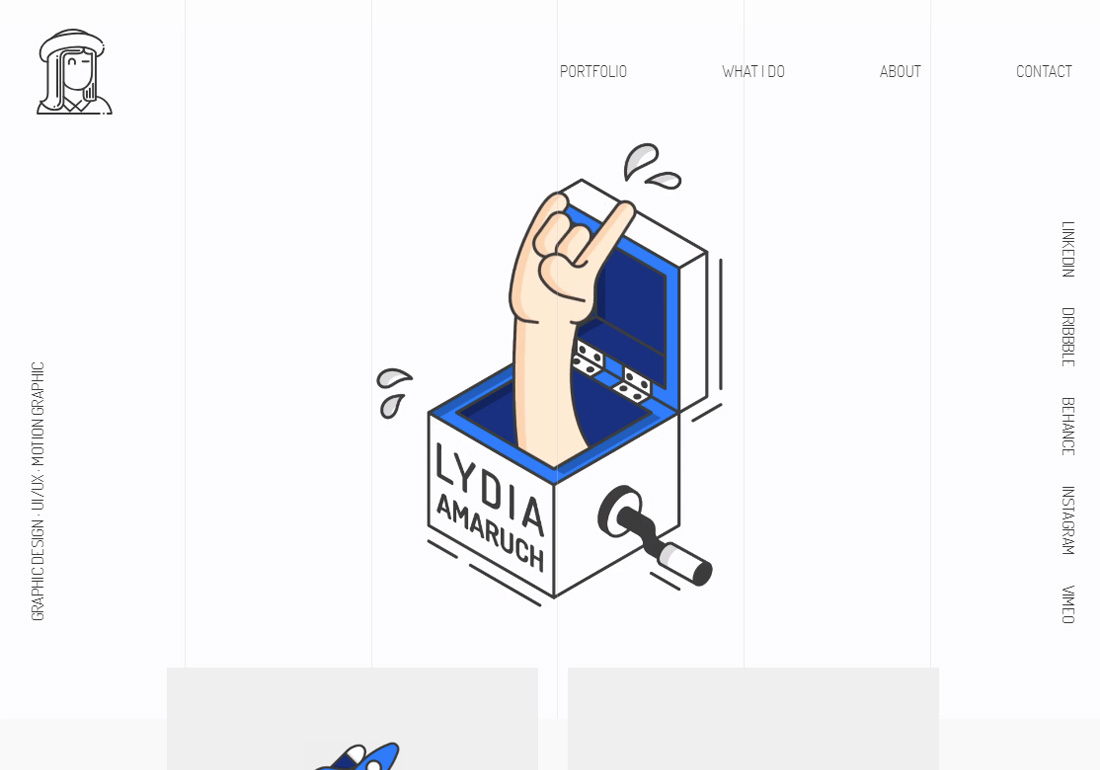 PORTFOLIO
WHAT I DO
ABOUT
CONTACT
LINKEDIN
DRIBBBLE
BEHANCE
INSTAGRAM
VIMEO
GRAPHIC DESIGN · UI/UX · MOTION GRAPHIC
LYDIA
AMARUCH